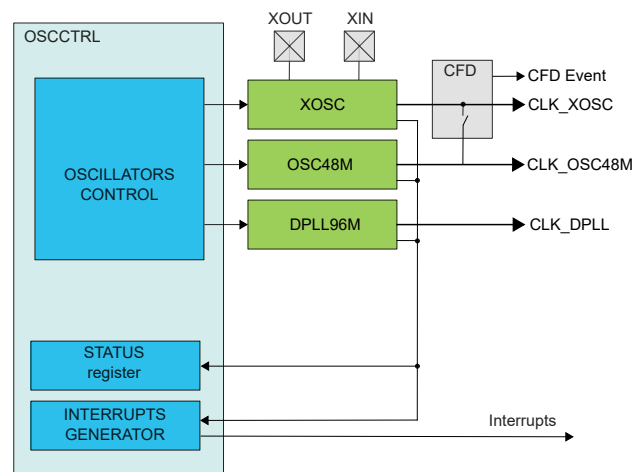 XOUT
XIN
OSCCTRL
CFD
CFD Event
XOSC
CLK_XOSC
OSCILLATORS
CONTROL
OSC48M
CLK_OSC48M
DPLL96M
CLK_DPLL
STATUS
register
INTERRUPTS
GENERATOR
Interrupts